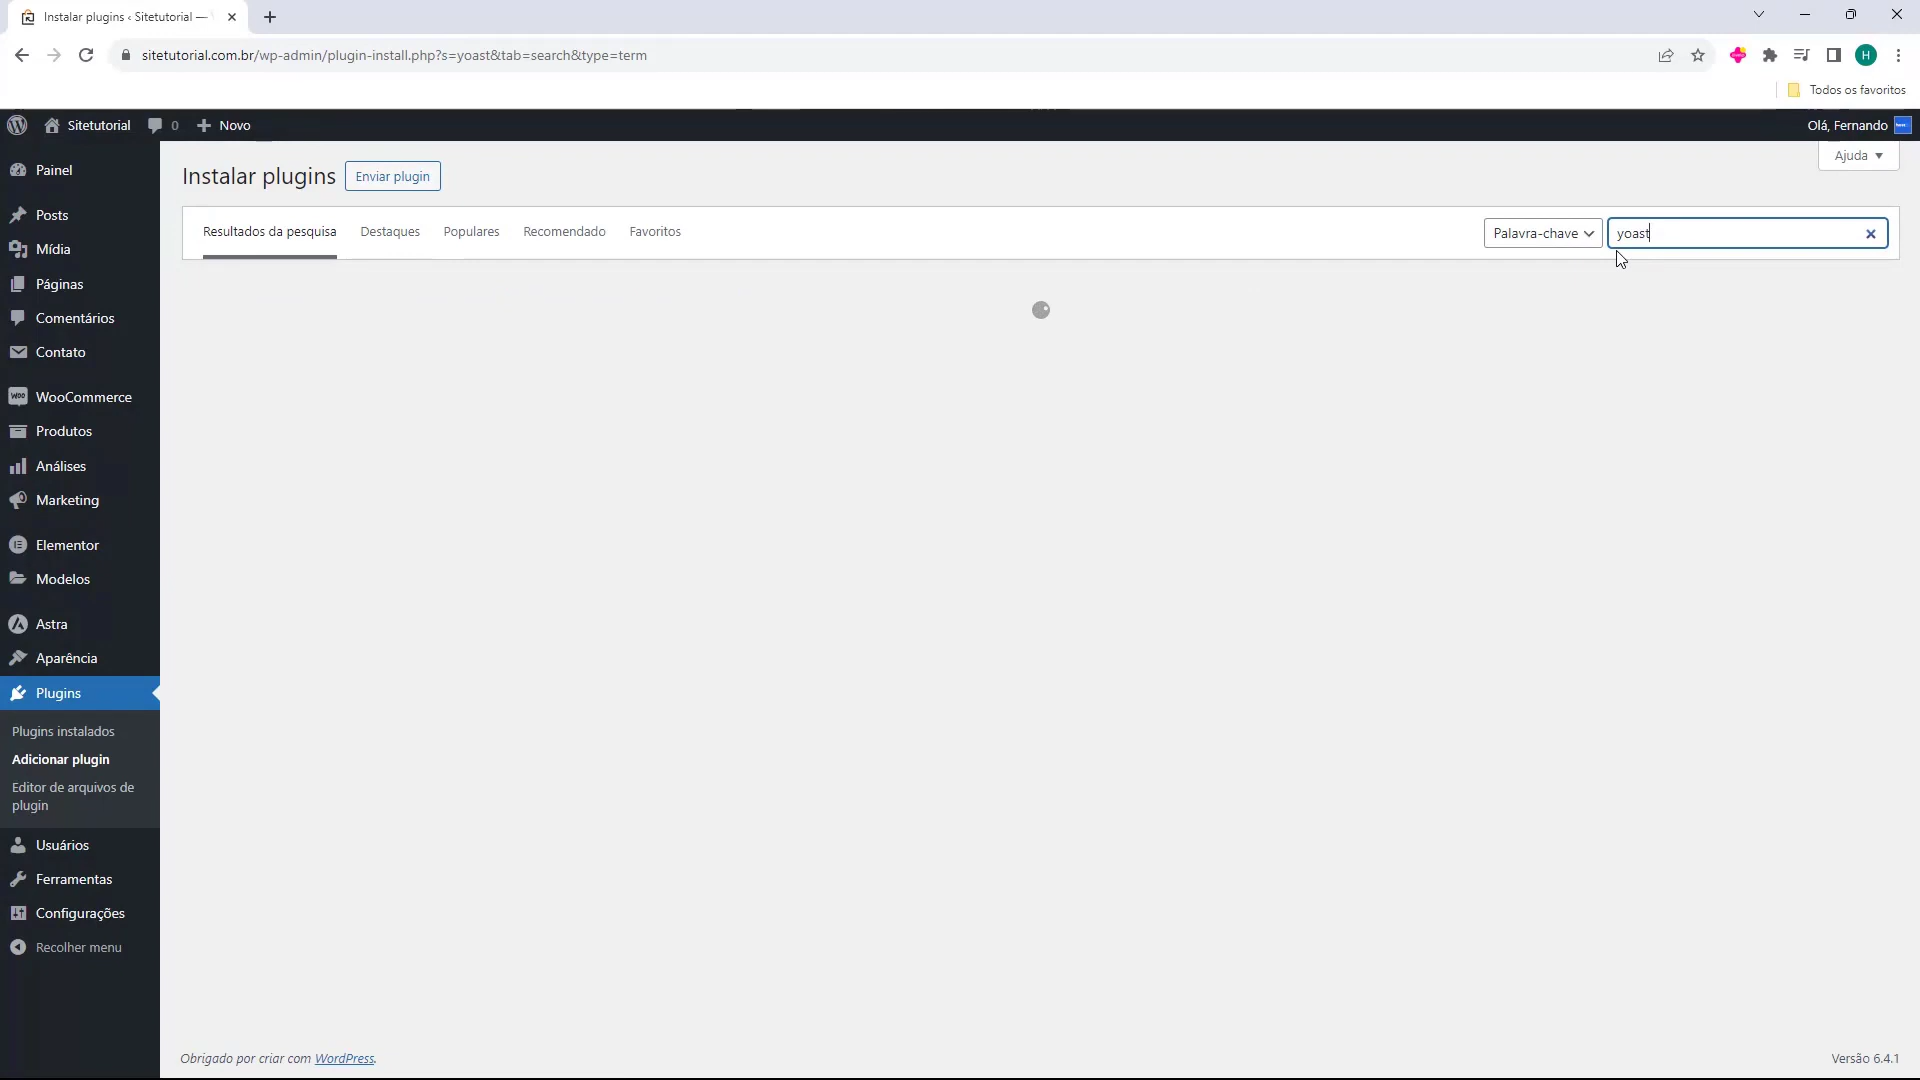 Instalar plugins ‹ Sitetutorial —
sitetutorial.com.br/wp-admin/plugin-install.php?s=yoast&tab=search&type=term
H
Todos os favoritos
Sitetutorial
0
Novo
Olá, Fernando
Painel
Posts
Mídia
Páginas
Comentários
Contato
WooCommerce
Produtos
Análises
Marketing
Elementor
Modelos
Astra
Aparência
Plugins
Plugins instalados
Adicionar plugin
Editor de arquivos de
plugin
Usuários
Ferramentas
Configurações
Recolher menu
Ajuda
Instalar plugins
Enviar plugin
Resultados da pesquisa
Destaques
Populares
Recomendado
Favoritos
Palavra-chave
yoast
Obrigado por criar com WordPress.
Versão 6.4.1